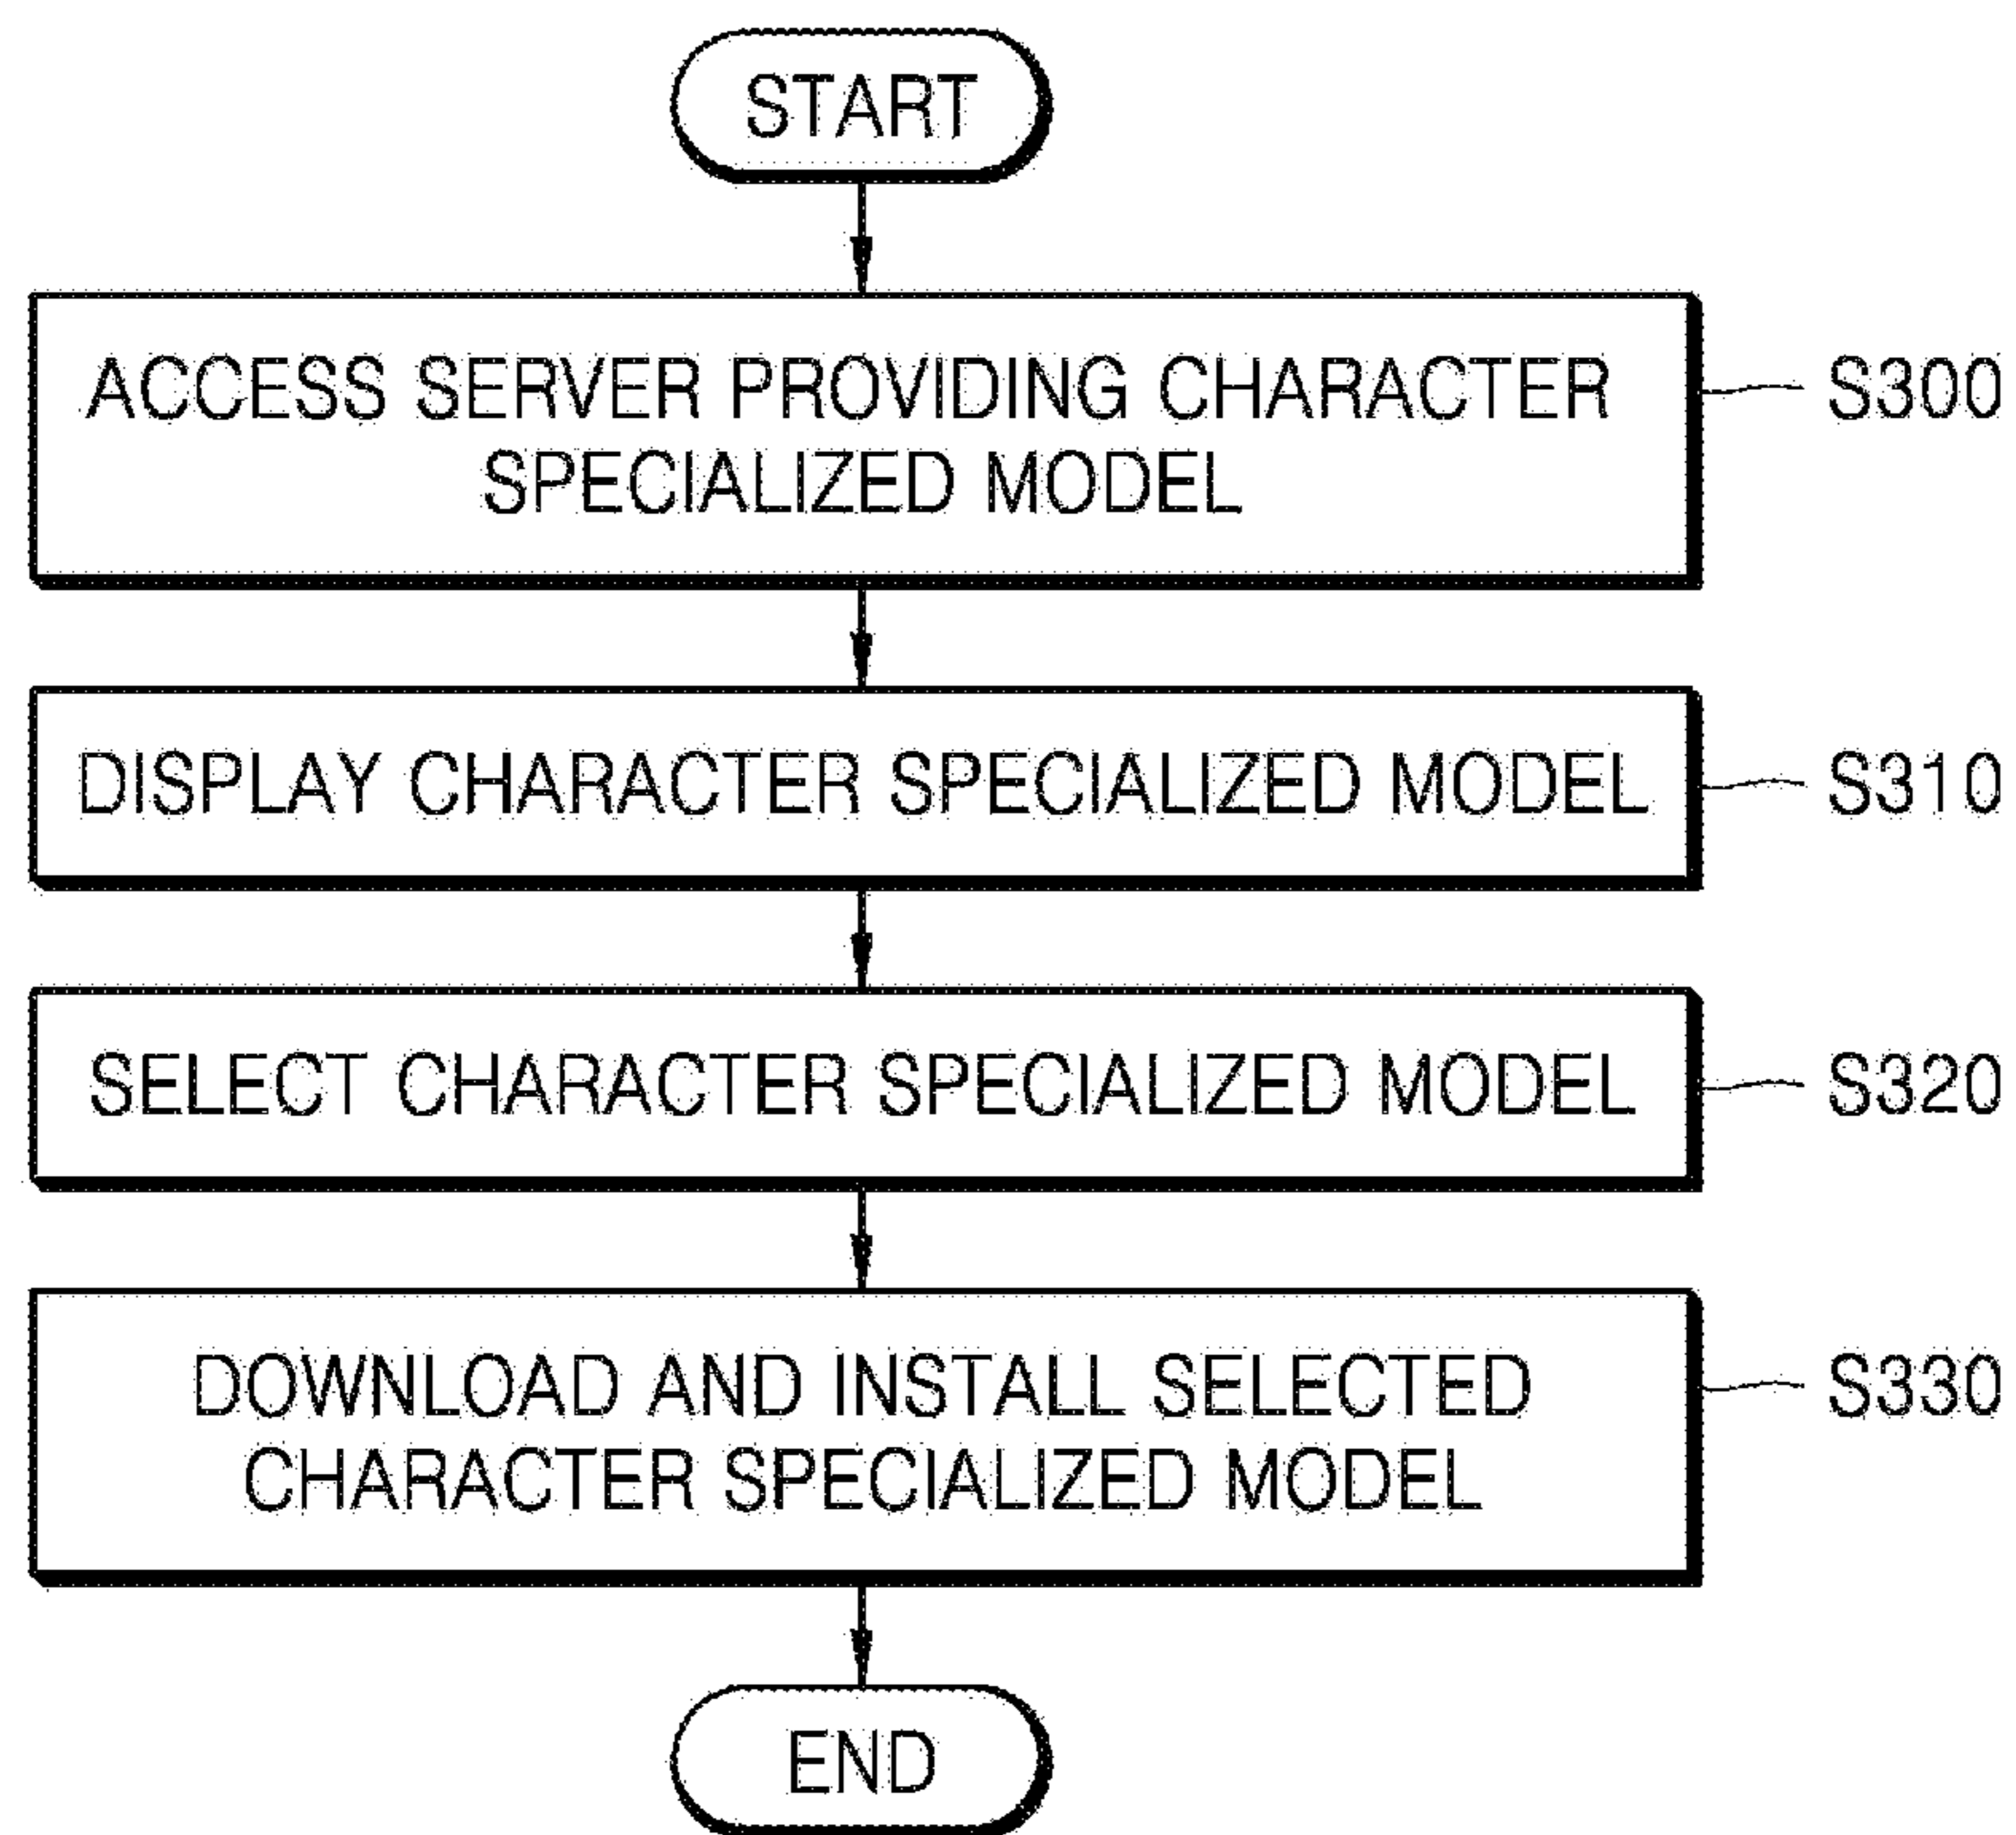 START
ACCESS SERVER PROVIDING CHARACTER
SPECIALIZED MODEL
S300
DISPLAY CHARACTER SPECIALIZED MODEL
S310
SELECT CHARACTER SPECIALIZED MODEL
S320
DOWNLOAD AND INSTALL SELECTED
CHARACTER SPECIALIZED MODEL
S330
END